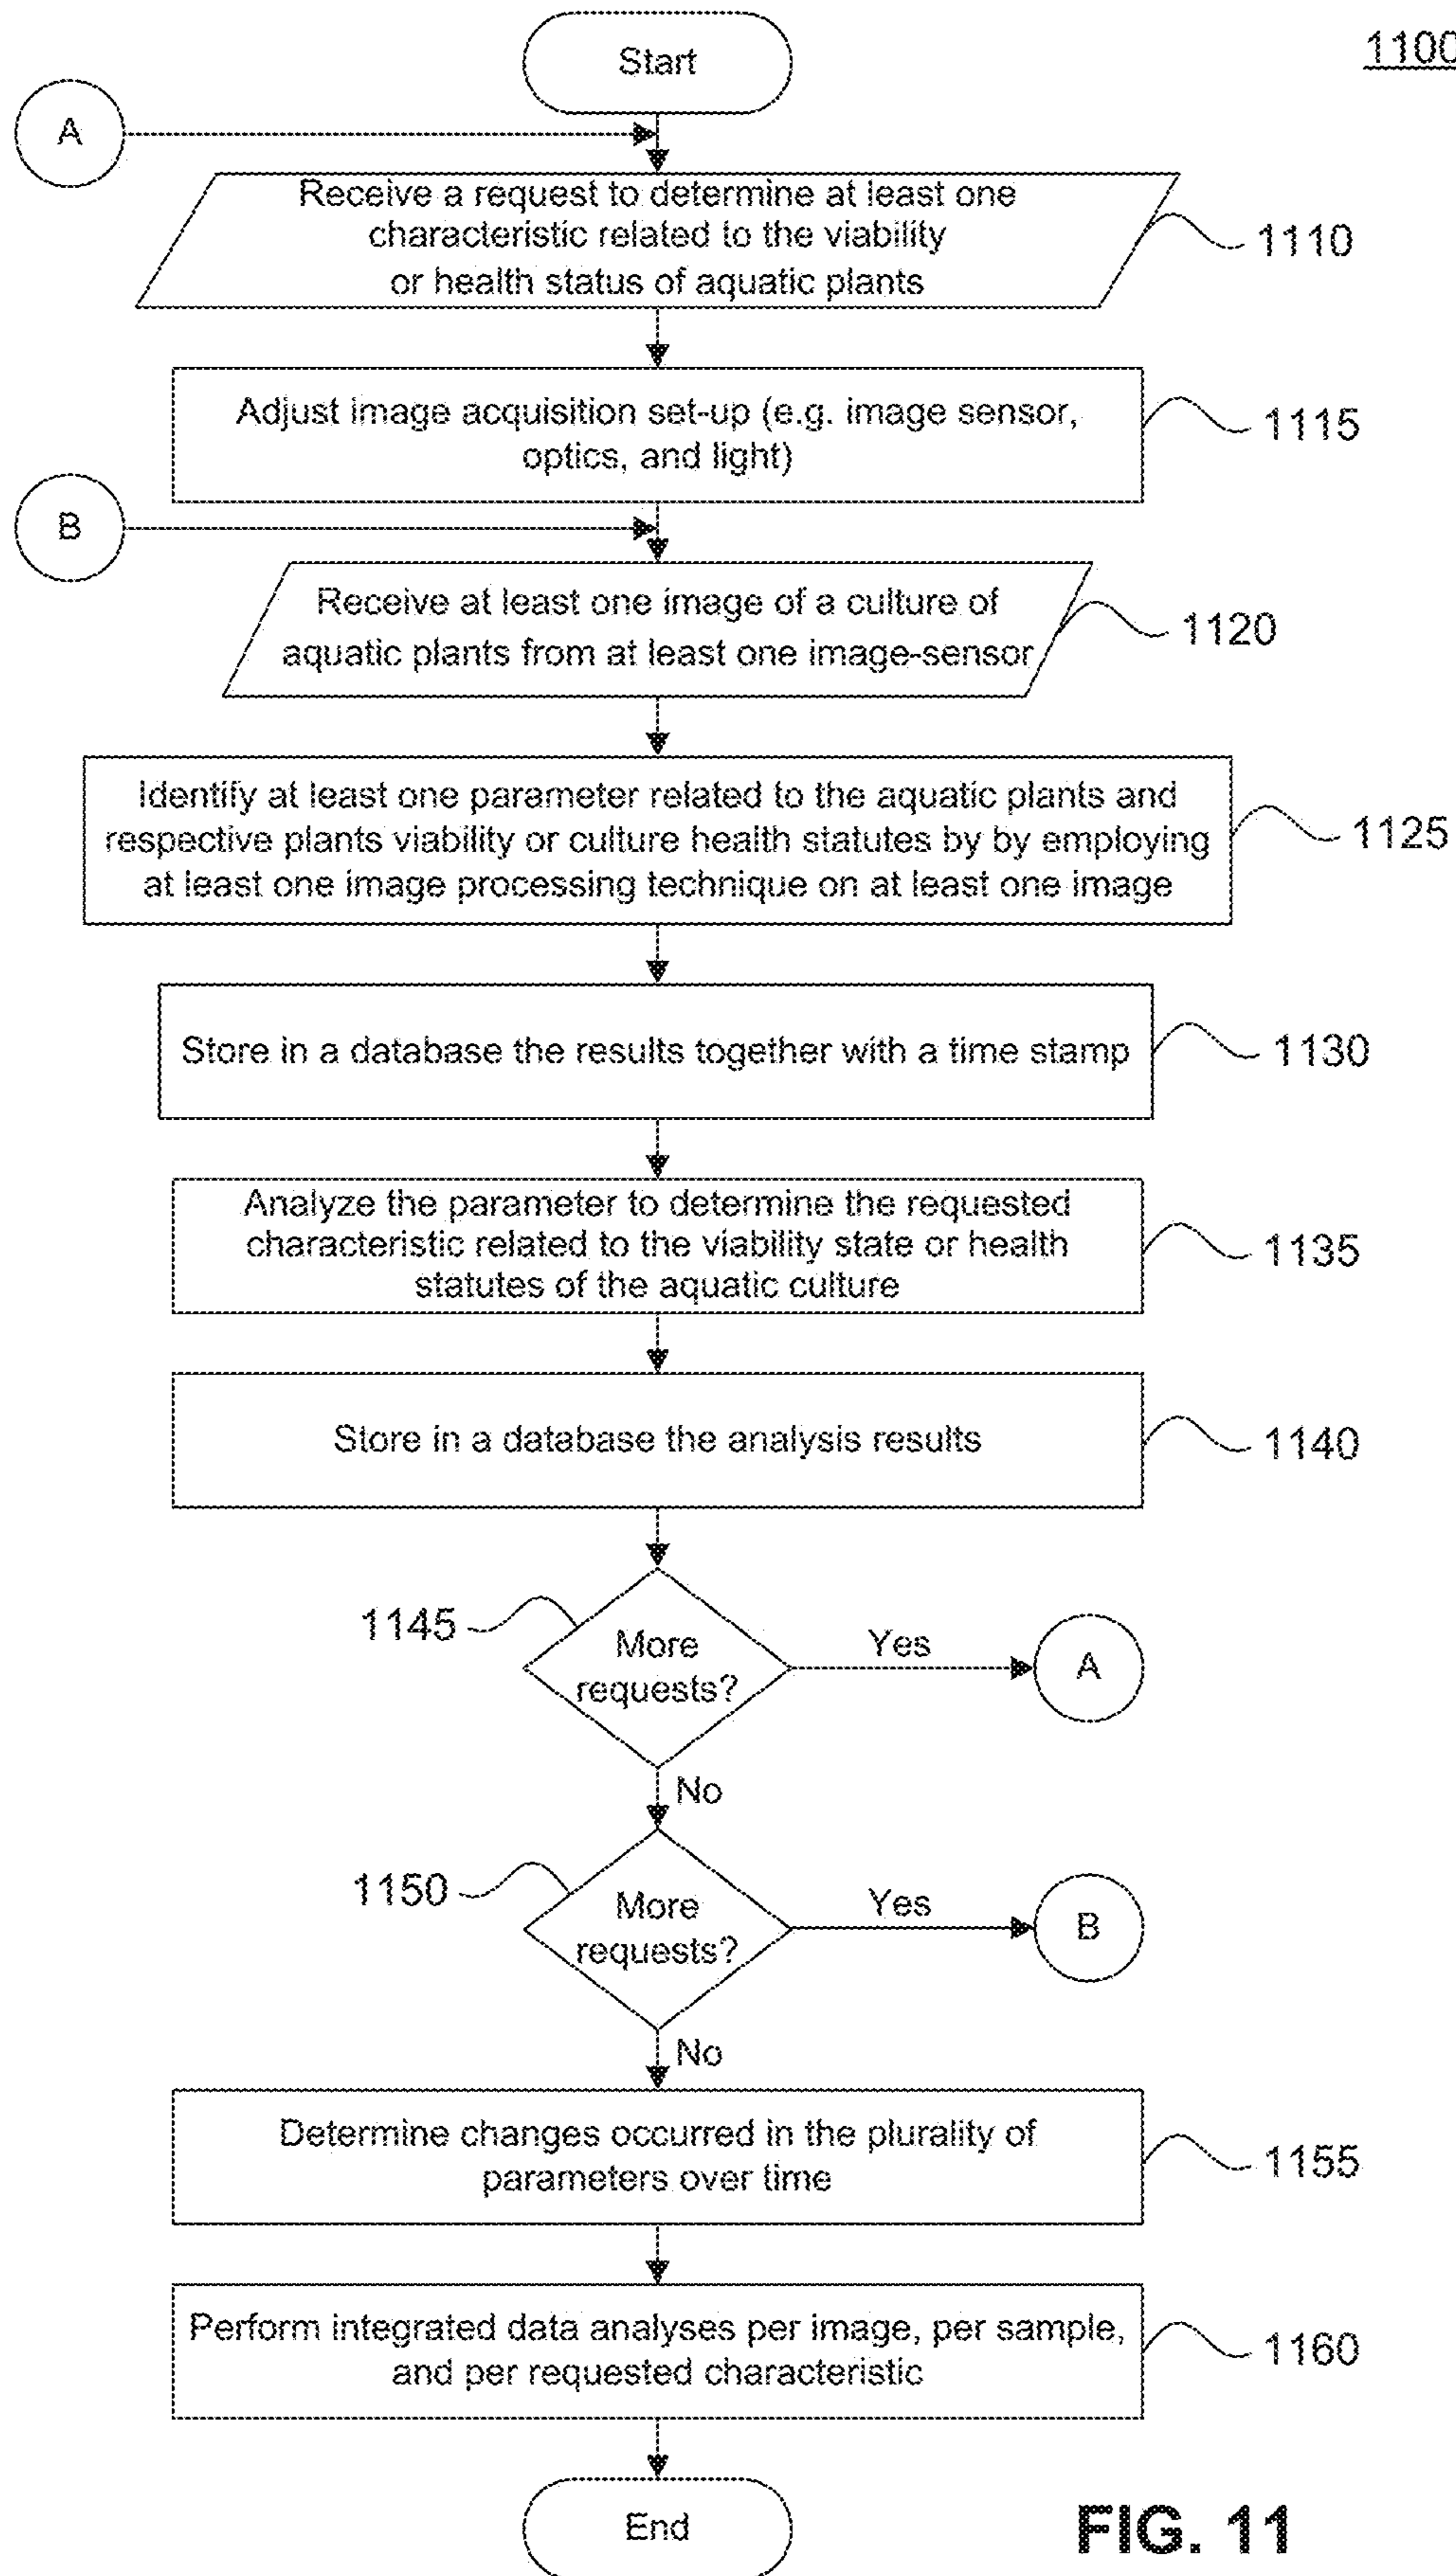 Start
1100
A
Receive a request to determine at least one
characteristic related to the viability
or health status of aquatic plants
1110
Adjust image acquisition set-up (e.g. image sensor,
optics, and light)
1115
B
Receive at least one image of a culture of
aquatic plants from at least one image-sensor
1120
Identify at least one parameter related to the aquatic plants and
respective plants viability or culture health statutes by by employing
at least one image processing technique on at least one image
1125
Store in a database the results together with a time stamp
1130
Analyze the parameter to determine the requested
characteristic related to the viability state or health
statutes of the aquatic culture
1135
Store in a database the analysis results
1140
1145
More
requests?
Yes
A
No
1150
More
requests?
Yes
B
No
Determine changes occurred in the plurality of
parameters over time
1155
Perform integrated data analyses per image, per sample,
and per requested characteristic
1160
End
FIG. 11